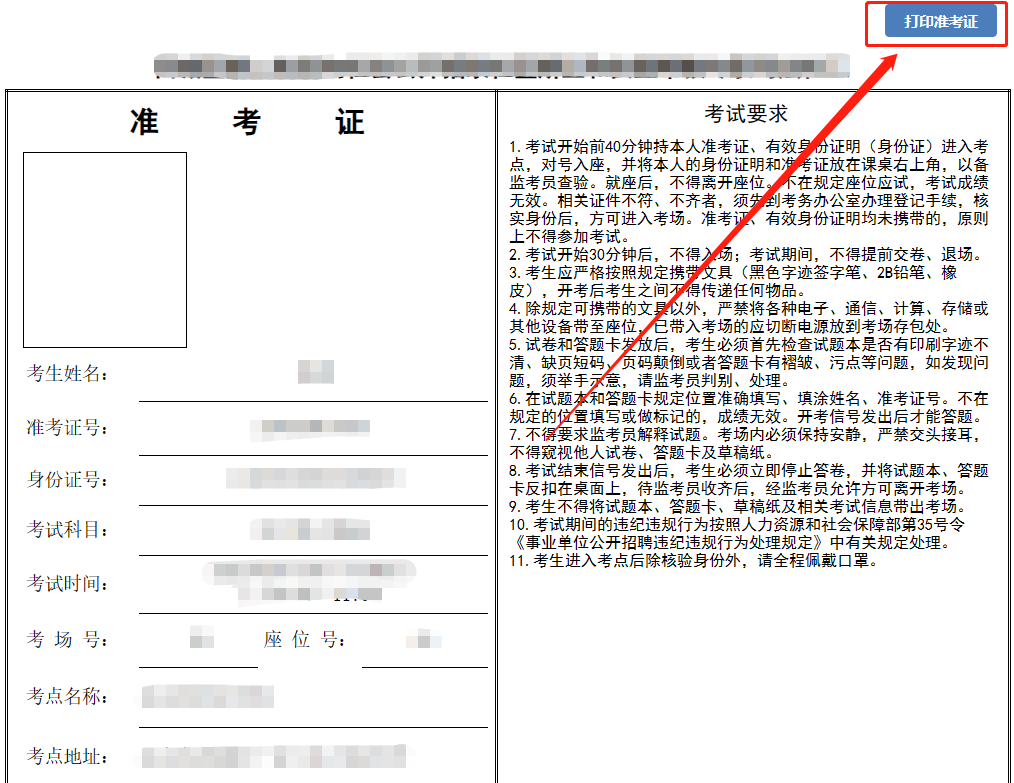 打印准考证
准 考 证
考生姓名:
准考证号:
身份证号:
考试科目:
考试时间:
考 场 号: 座 位 号:
考点名称:
考点地址:
考试要求
1.考试开始前40分钟持本人准考证、有效身份证明（身份证）进入考
点，对号入座，并将本人的身份证明和准考证放在课桌右上角，以备
监考员查验。就座后，不得离开座位。不在规定座位应试，考试成绩
无效。相关证件不符、不齐者，须先到考务办公室办理登记手续，核
实身份后，方可进入考场。准考证、有效身份证明均未携带的，原则
上不得参加考试。
2.考试开始30分钟后，不得入场；考试期间，不得提前交卷、退场。
3.考生应严格按照规定携带文具（黑色字迹签字笔、2B铅笔、橡
皮），开考后考生之间不得传递任何物品。
4.除规定可携带的文具以外，严禁将各种电子、通信、计算、存储或
其他设备带至座位，已带入考场的应切断电源放到考场存包处。
5.试卷和答题卡发放后，考生必须首先检查试题本是否有印刷字迹不
清、缺页短码、页码颠倒或者答题卡有褶皱、污点等问题，如发现问
题，须举手示意，请监考员判别、处理。
6.在试题本和答题卡规定位置准确填写、填涂姓名、准考证号。不在
规定的位置填写或做标记的，成绩无效。开考信号发出后才能答题。
7.不得要求监考员解释试题。考场内必须保持安静，严禁交头接耳，
不得窥视他人试卷、答题卡及草稿纸。
8.考试结束信号发出后，考生必须立即停止答卷，并将试题本、答题
卡反扣在桌面上，待监考员收齐后，经监考员允许方可离开考场。
9.考生不得将试题本、答题卡、草稿纸及相关考试信息带出考场。
10.考试期间的违纪违规行为按照人力资源和社会保障部第35号令
《事业单位公开招聘违纪违规行为处理规定》中有关规定处理。
11.考生进入考点后除核验身份外，请全程佩戴口罩。